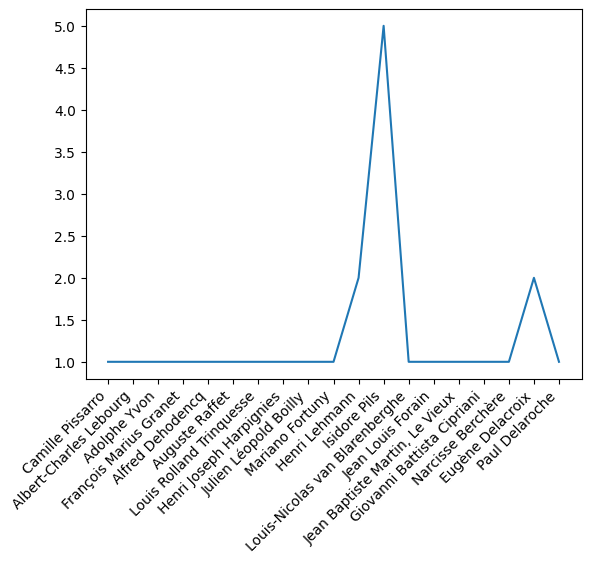 5.0
4.5
4.0
3.5
3.0
2.5
2.0
1.5
1.0
Camille Pissarro
Albert-Charles Lebourg
Adolphe Yvon
François Marius Granet
Alfred Dehodencq
Auguste Raffet
Louis Rolland Trinquesse
Henri Joseph Harpignies
Julien Léopold Boilly
Mariano Fortuny
Henri Lehmann
Isidore Pils
Louis-Nicolas van Blarenberghe
Jean Louis Forain
Jean Baptiste Martin, Le Vieux
Giovanni Battista Cipriani
Narcisse Berchère
Eugène Delacroix
Paul Delaroche